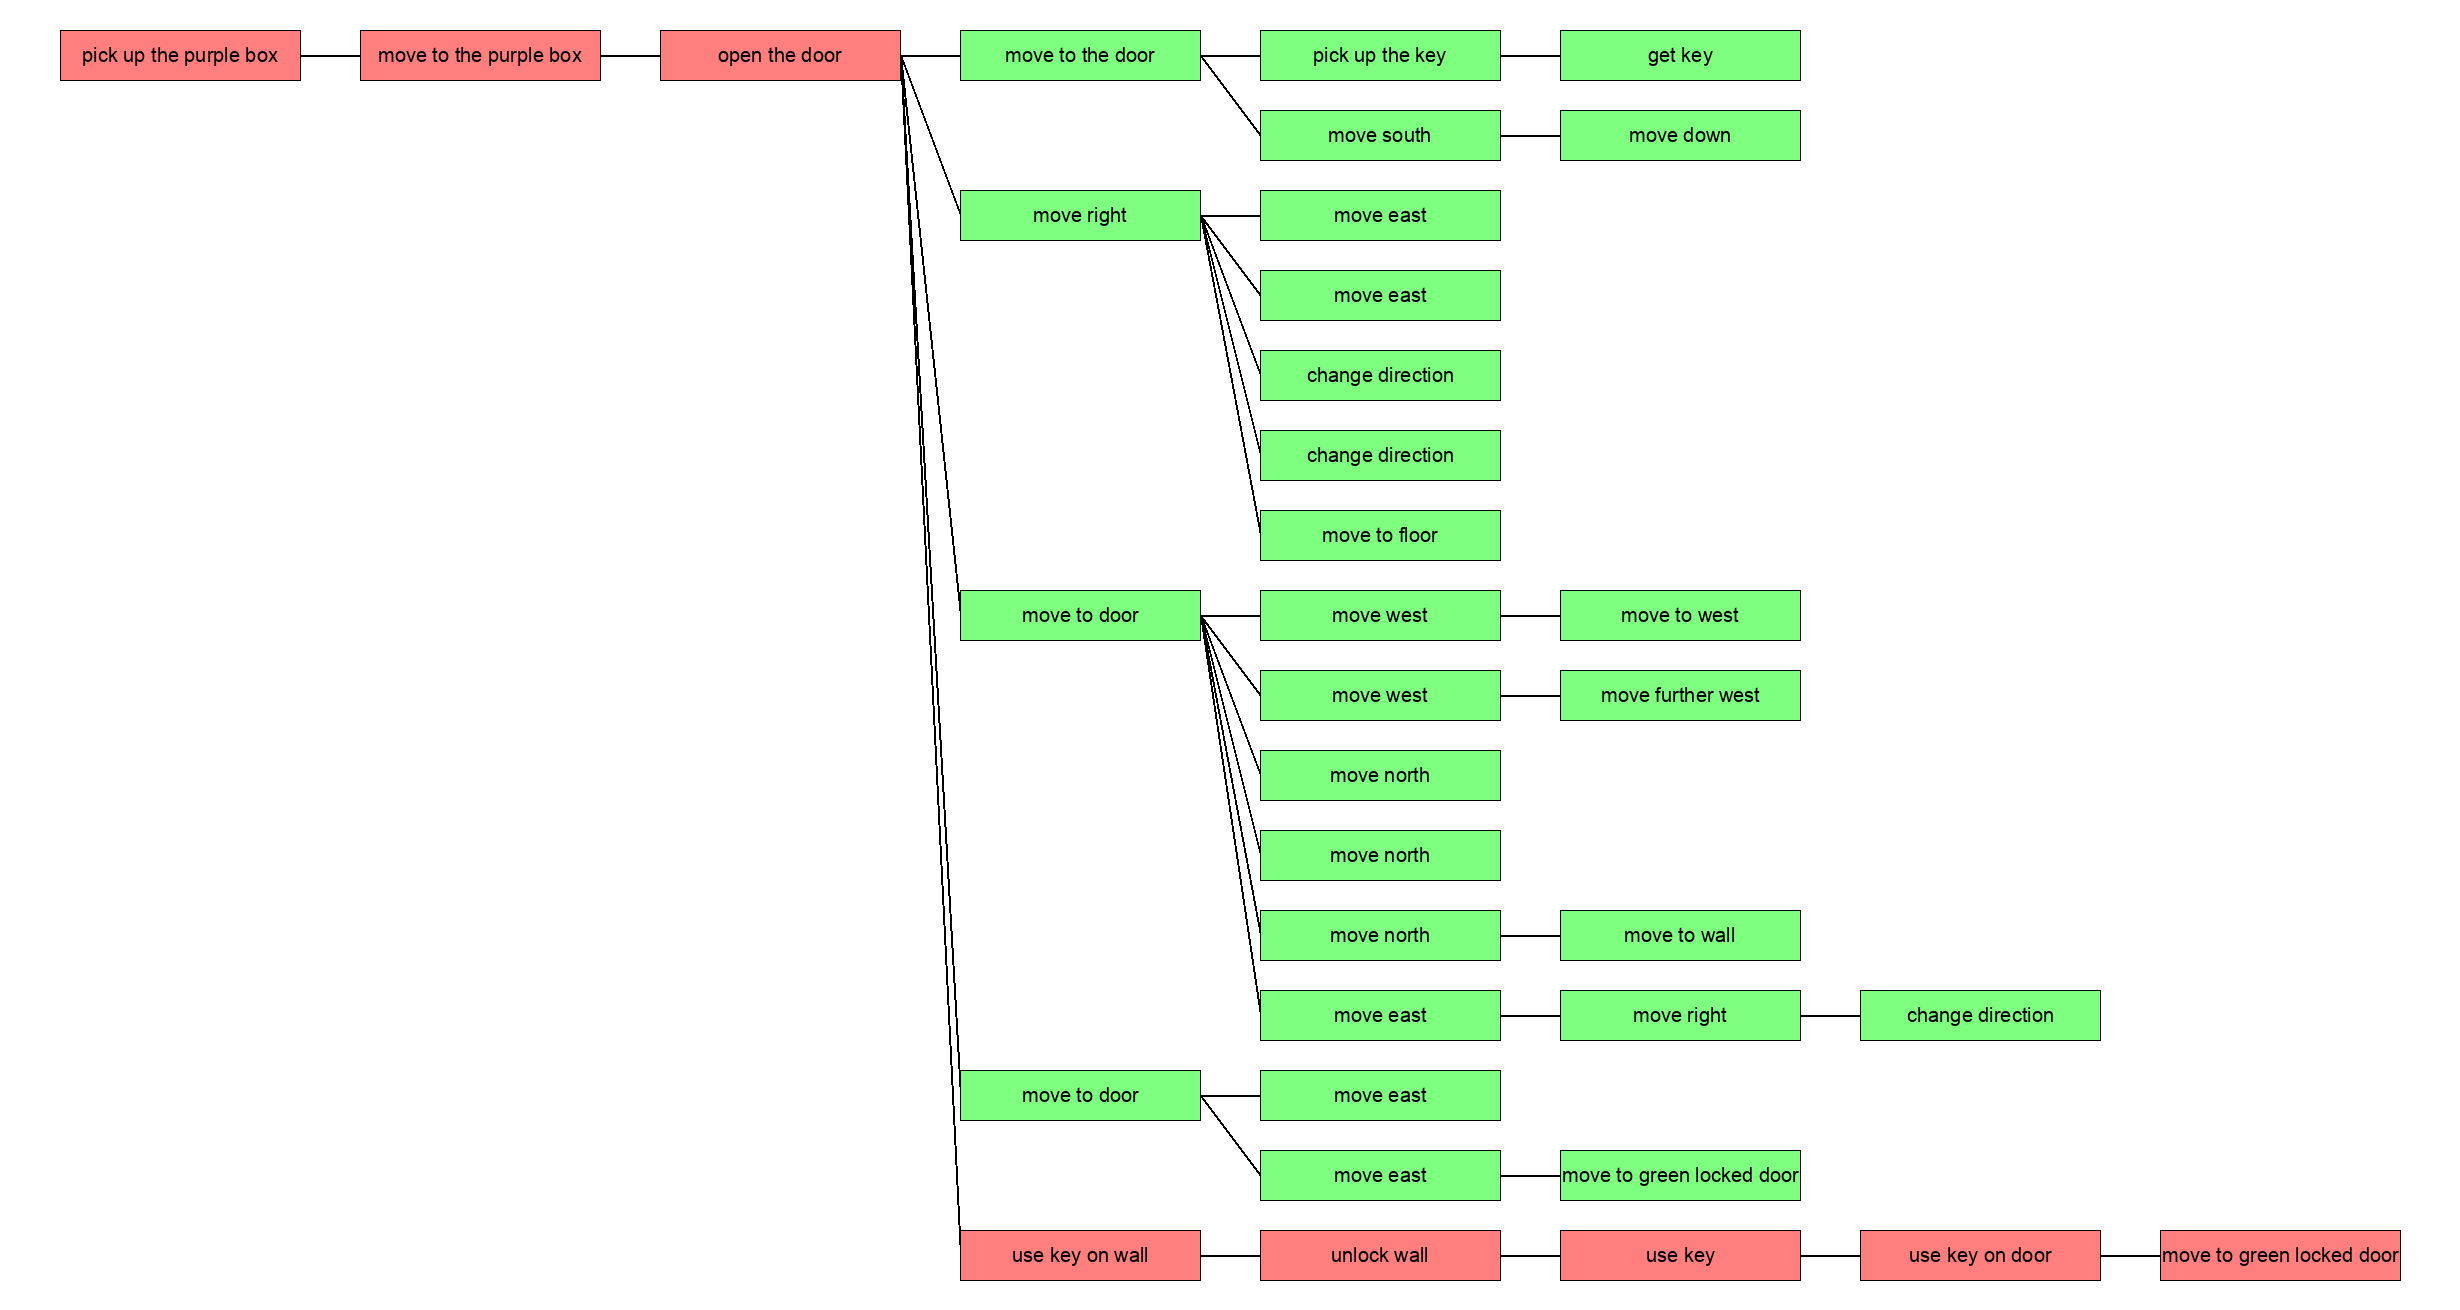 pick up the purple box
move to the purple box
open the door
move to the door
pick up the key
get key
move south
move down
move right
move east
move east
change direction
change direction
move to floor
move to door
move west
move to west
move west
move further west
move north
move north
move north
move to wall
move east
move right
change direction
move to door
move east
move east
move to green locked door
use key on wall
unlock wall
use key
use key on door
move to green locked door